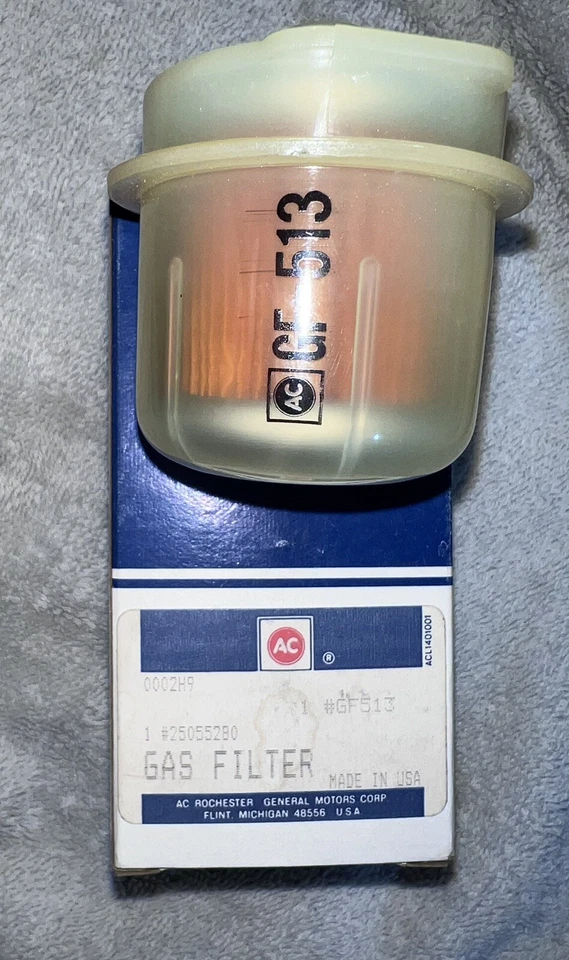 AC GF 513
AC ®
ACL1401001
0002H9
1 #GF513
1 #25055280
GAS FILTER
MADE IN USA
AC ROCHESTER GENERAL MOTORS CORP
FLINT, MICHIGAN 48556 U.S.A.